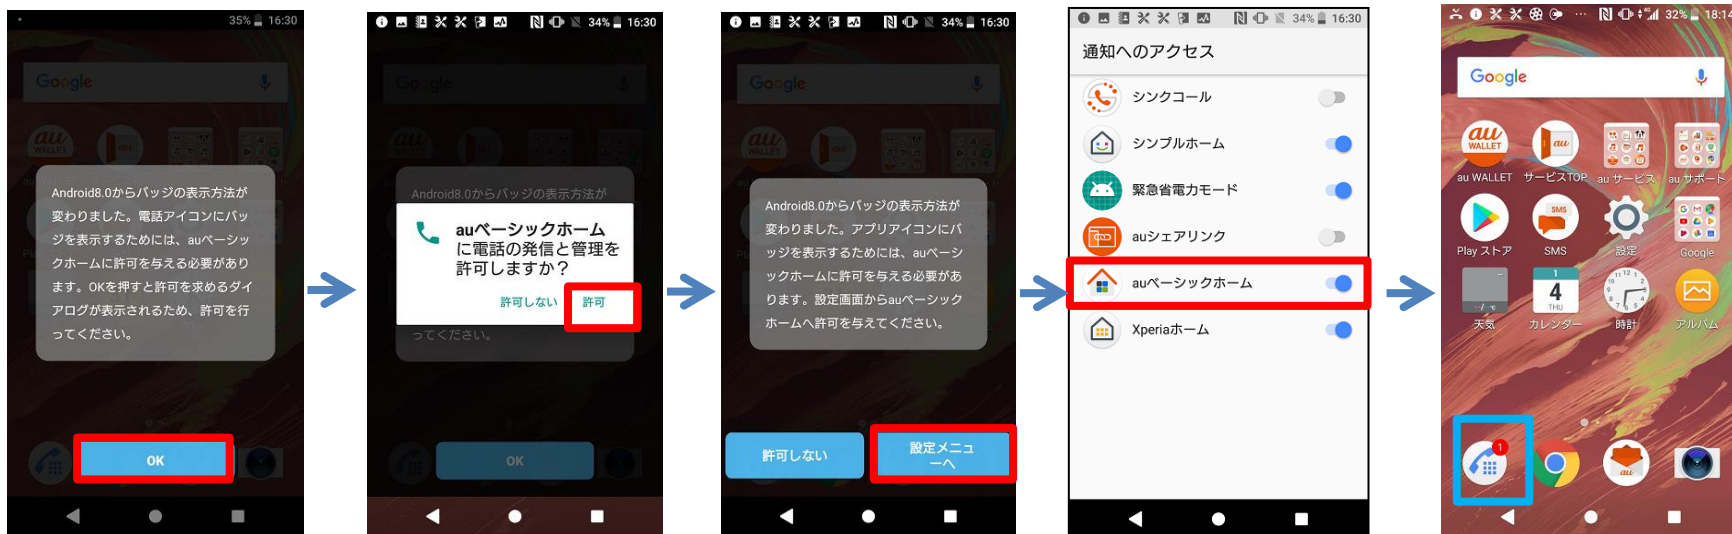 35% 16:30
Google
au
WALLET
au
Android8.0からバッジの表示方法が
変わりました。電話アイコンにバッ
ジを表示するためには、auベーシッ
クホームに許可を与える必要があり
ます。OKを押すと許可を求めるダイ
アログが表示されるため、許可を行
ってください。
OK
34% 16:30
Google
Android8.0からバッジの表示方法が
auベーシックホーム
に電話の発信と管理を
許可しますか？
許可しない 許可
ってください。
OK
34% 16:30
Google
Android8.0からバッジの表示方法が
変わりました。アプリアイコンにバ
ッジを表示するためには、auベーシ
ックホームに許可を与える必要があ
ります。設定画面からauベーシック
ホームへ許可を与えてください。
許可しない
設定メニュ
ーへ
34% 16:30
通知へのアクセス
シンクコール
シンプルホーム
緊急省電力モード
auシェアリンク
auベーシックホーム
Xperiaホーム
32% 18:14
Google
au
WALLET
au
au WALLET サービスTOP au サービス au サポート
SMS
Play ストア SMS 設定 Google
1
4
THU
天気 カレンダー 時計 アルバム
1
au